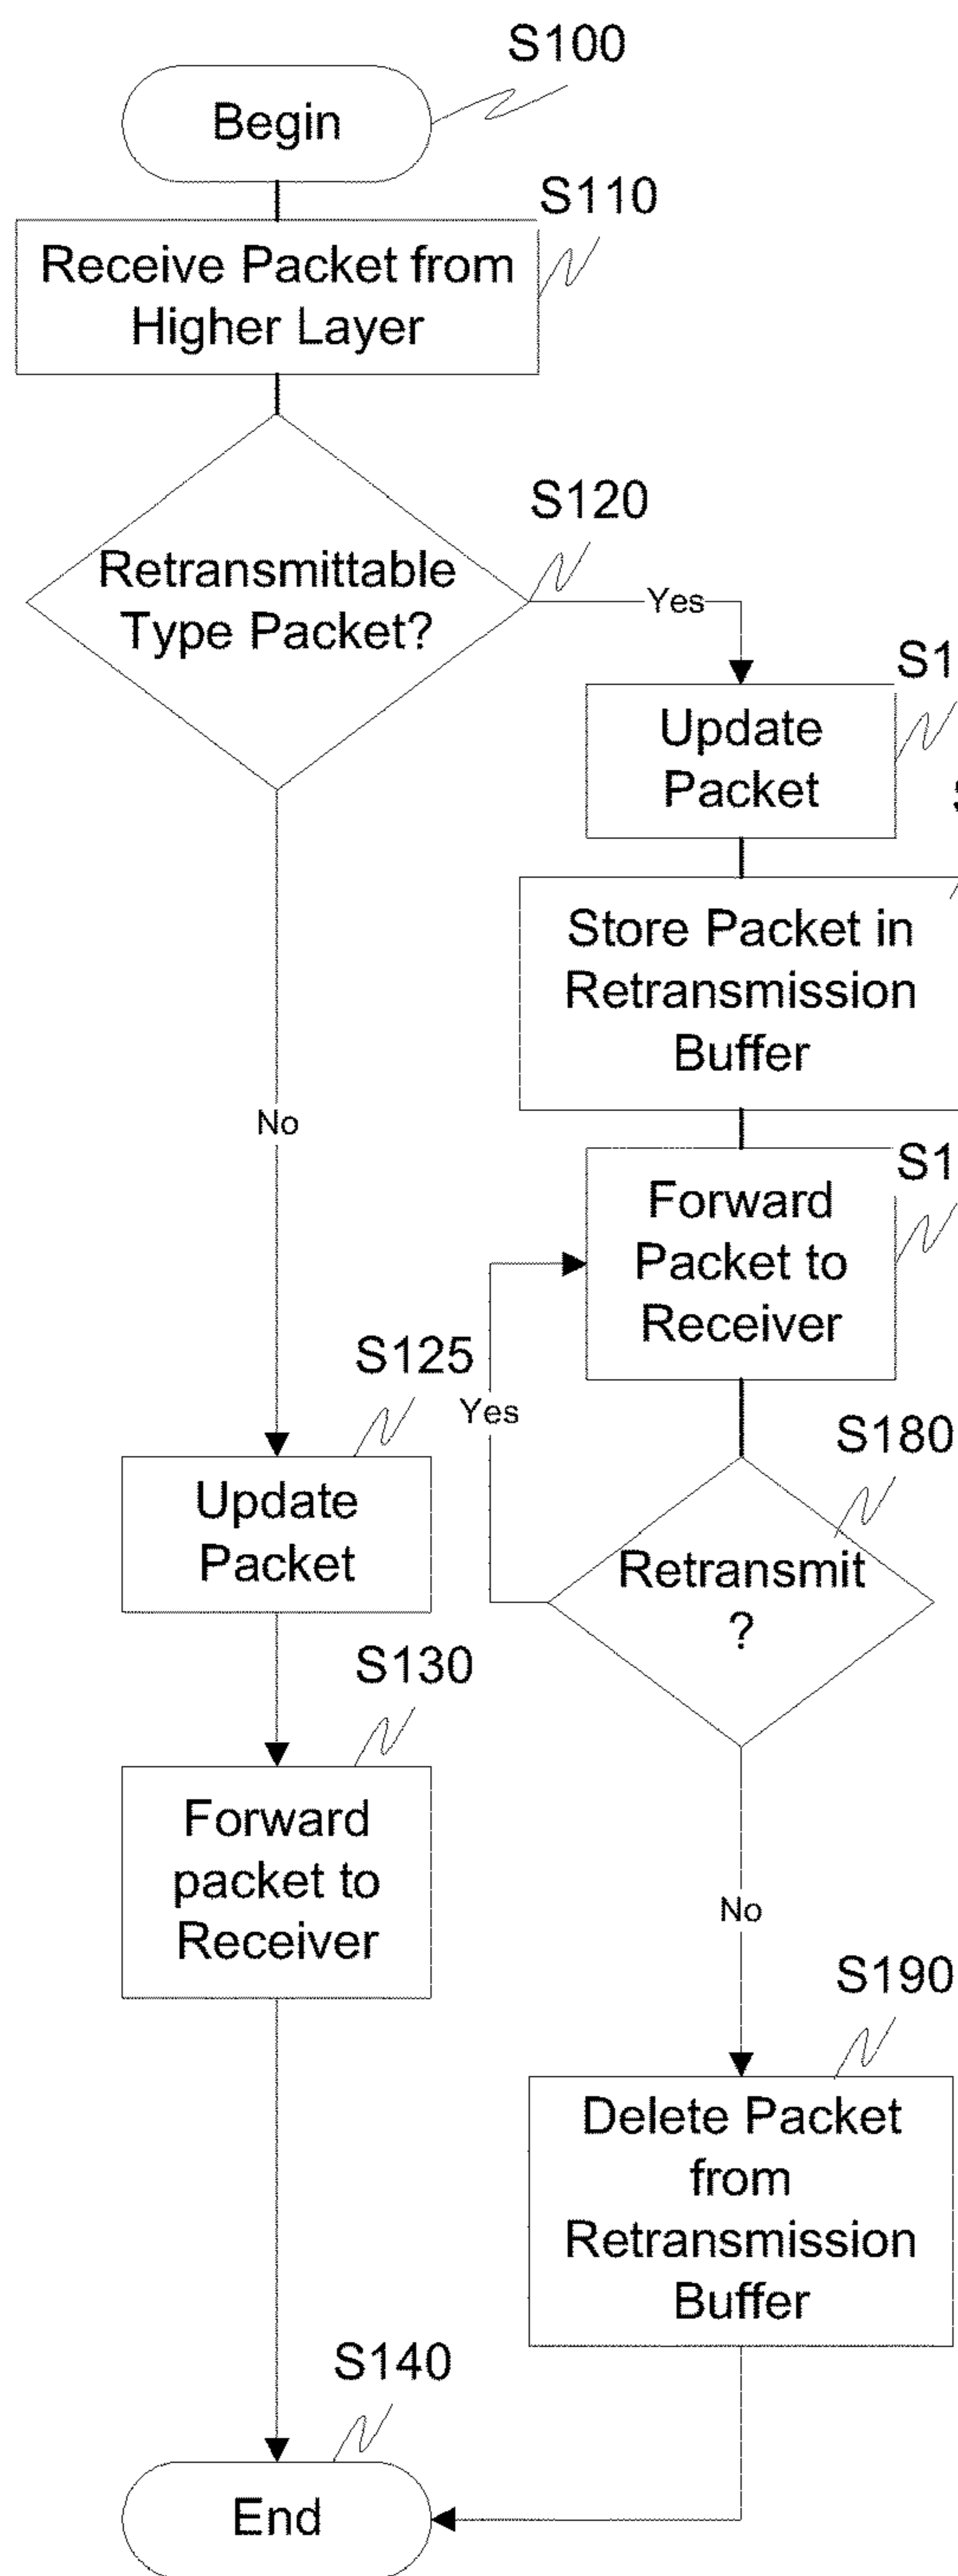 S100
Begin
S110
Receive Packet from
Higher Layer
S120
Retransmittable
Type Packet?
Yes
S1
Update
Packet
Store Packet in
Retransmission
Buffer
No
S1
Forward
Packet to
Receiver
S125
Yes
S180
Update
Packet
Retransmit
?
S130
Forward
packet to
Receiver
No
S190
Delete Packet
from
Retransmission
Buffer
S140
End